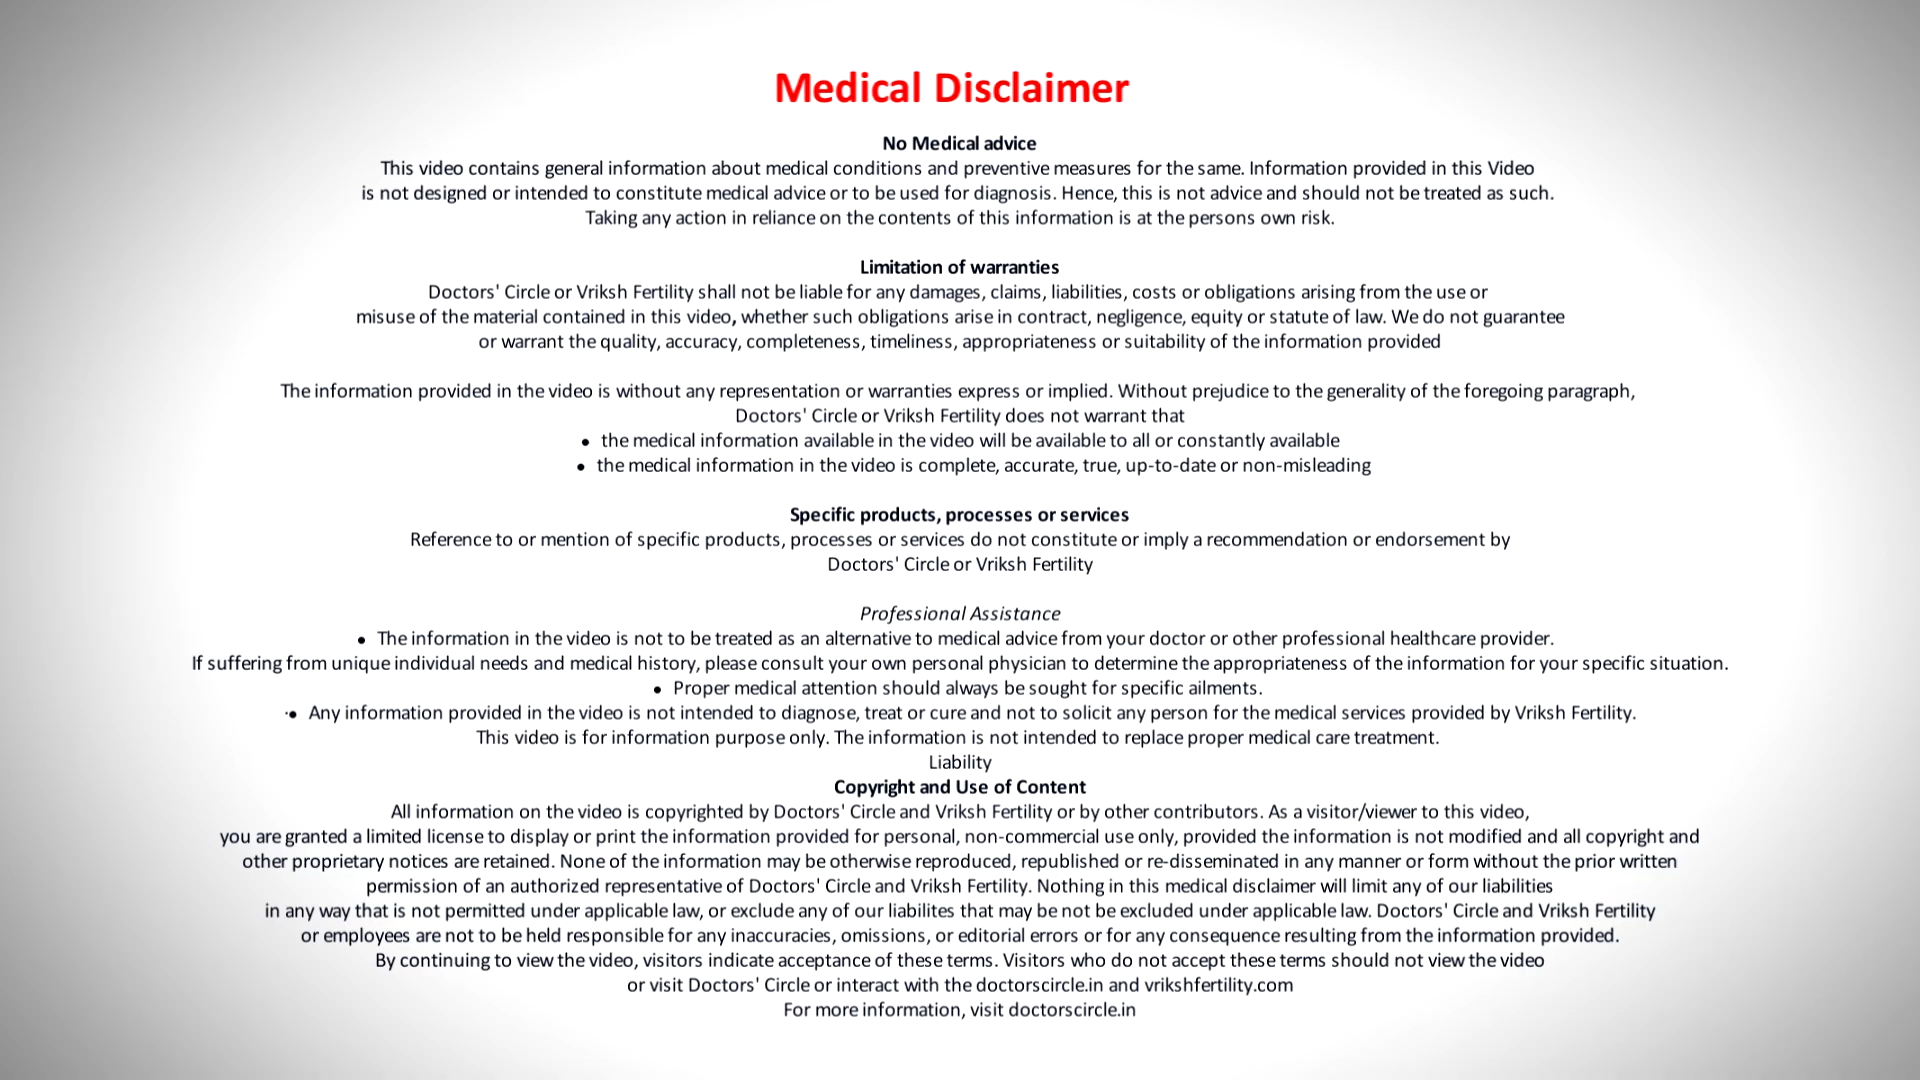 Medical Disclaimer
No Medical advice
This video contains general information about medical conditions and preventive measures for the same. Information provided in this Video
is not designed or intended to constitute medical advice or to be used for diagnosis. Hence, this is not advice and should not be treated as such.
Taking any action in reliance on the contents of this information is at the persons own risk.
Limitation of warranties
Doctors' Circle or Vriksh Fertility shall not be liable for any damages, claims, liabilities, costs or obligations arising from the use or
misuse of the material contained in this video, whether such obligations arise in contract, negligence, equity or statute of law. We do not guarantee
or warrant the quality, accuracy, completeness, timeliness, appropriateness or suitability of the information provided
The information provided in the video is without any representation or warranties express or implied. Without prejudice to the generality of the foregoing paragraph,
Doctors' Circle or Vriksh Fertility does not warrant that
• the medical information available in the video will be available to all or constantly available
• the medical information in the video is complete, accurate, true, up-to-date or non-misleading
Specific products, processes or services
Reference to or mention of specific products, processes or services do not constitute or imply a recommendation or endorsement by
Doctors' Circle or Vriksh Fertility
Professional Assistance
• The information in the video is not to be treated as an alternative to medical advice from your doctor or other professional healthcare provider.
If suffering from unique individual needs and medical history, please consult your own personal physician to determine the appropriateness of the information for your specific situation.
• Proper medical attention should always be sought for specific ailments.
·• Any information provided in the video is not intended to diagnose, treat or cure and not to solicit any person for the medical services provided by Vriksh Fertility.
This video is for information purpose only. The information is not intended to replace proper medical care treatment.
Liability
Copyright and Use of Content
All information on the video is copyrighted by Doctors' Circle and Vriksh Fertility or by other contributors. As a visitor/viewer to this video,
you are granted a limited license to display or print the information provided for personal, non-commercial use only, provided the information is not modified and all copyright and
other proprietary notices are retained. None of the information may be otherwise reproduced, republished or re-disseminated in any manner or form without the prior written
permission of an authorized representative of Doctors' Circle and Vriksh Fertility. Nothing in this medical disclaimer will limit any of our liabilities
in any way that is not permitted under applicable law, or exclude any of our liabilites that may be not be excluded under applicable law. Doctors' Circle and Vriksh Fertility
or employees are not to be held responsible for any inaccuracies, omissions, or editorial errors or for any consequence resulting from the information provided.
By continuing to view the video, visitors indicate acceptance of these terms. Visitors who do not accept these terms should not view the video
or visit Doctors' Circle or interact with the doctorscircle.in and vrikshfertility.com
For more information, visit doctorscircle.in